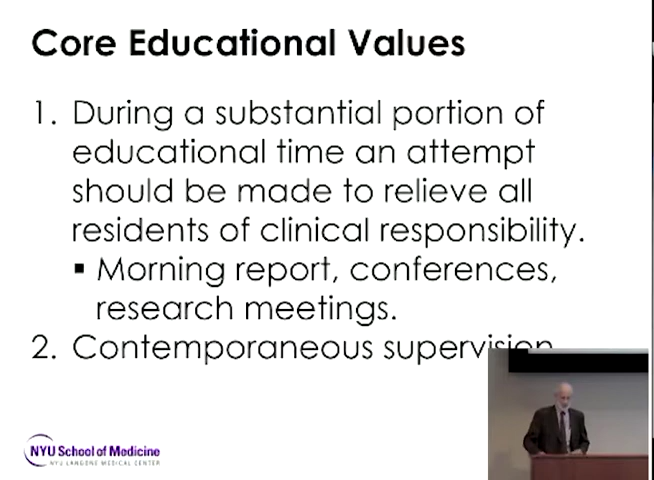 Core Educational Values
1. During a substantial portion of
educational time an attempt
should be made to relieve all
residents of clinical responsibility.
▪ Morning report, conferences,
research meetings.
2. Contemporaneous supervision
NYU School of Medicine
NYU LANGONE MEDICAL CENTER